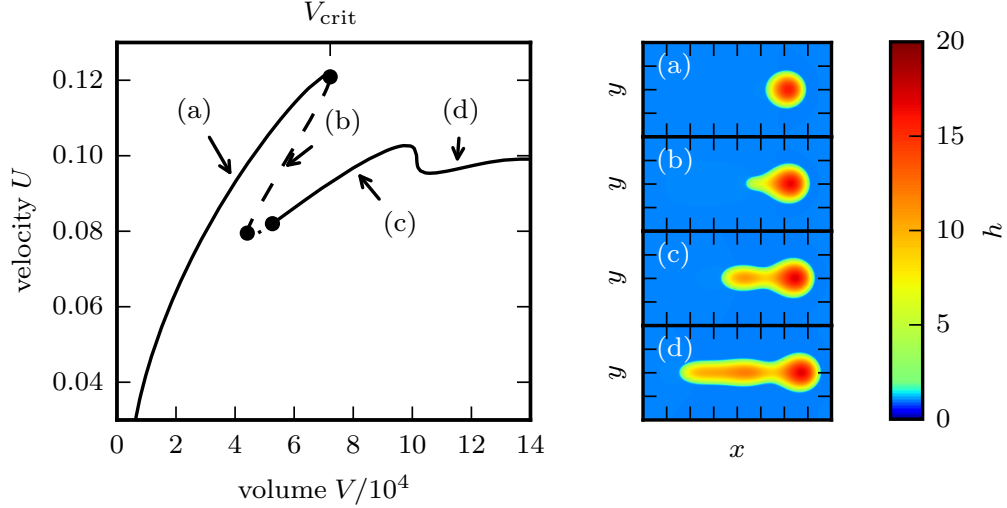 V_crit
velocity U
0.12
0.10
0.08
0.06
0.04
(a)
(b)
(c)
(d)
0 2 4 6 8 10 12 14
volume V/10^4
(a)
y
(b)
y
(c)
y
(d)
y
x
20
15
10
5
0
h